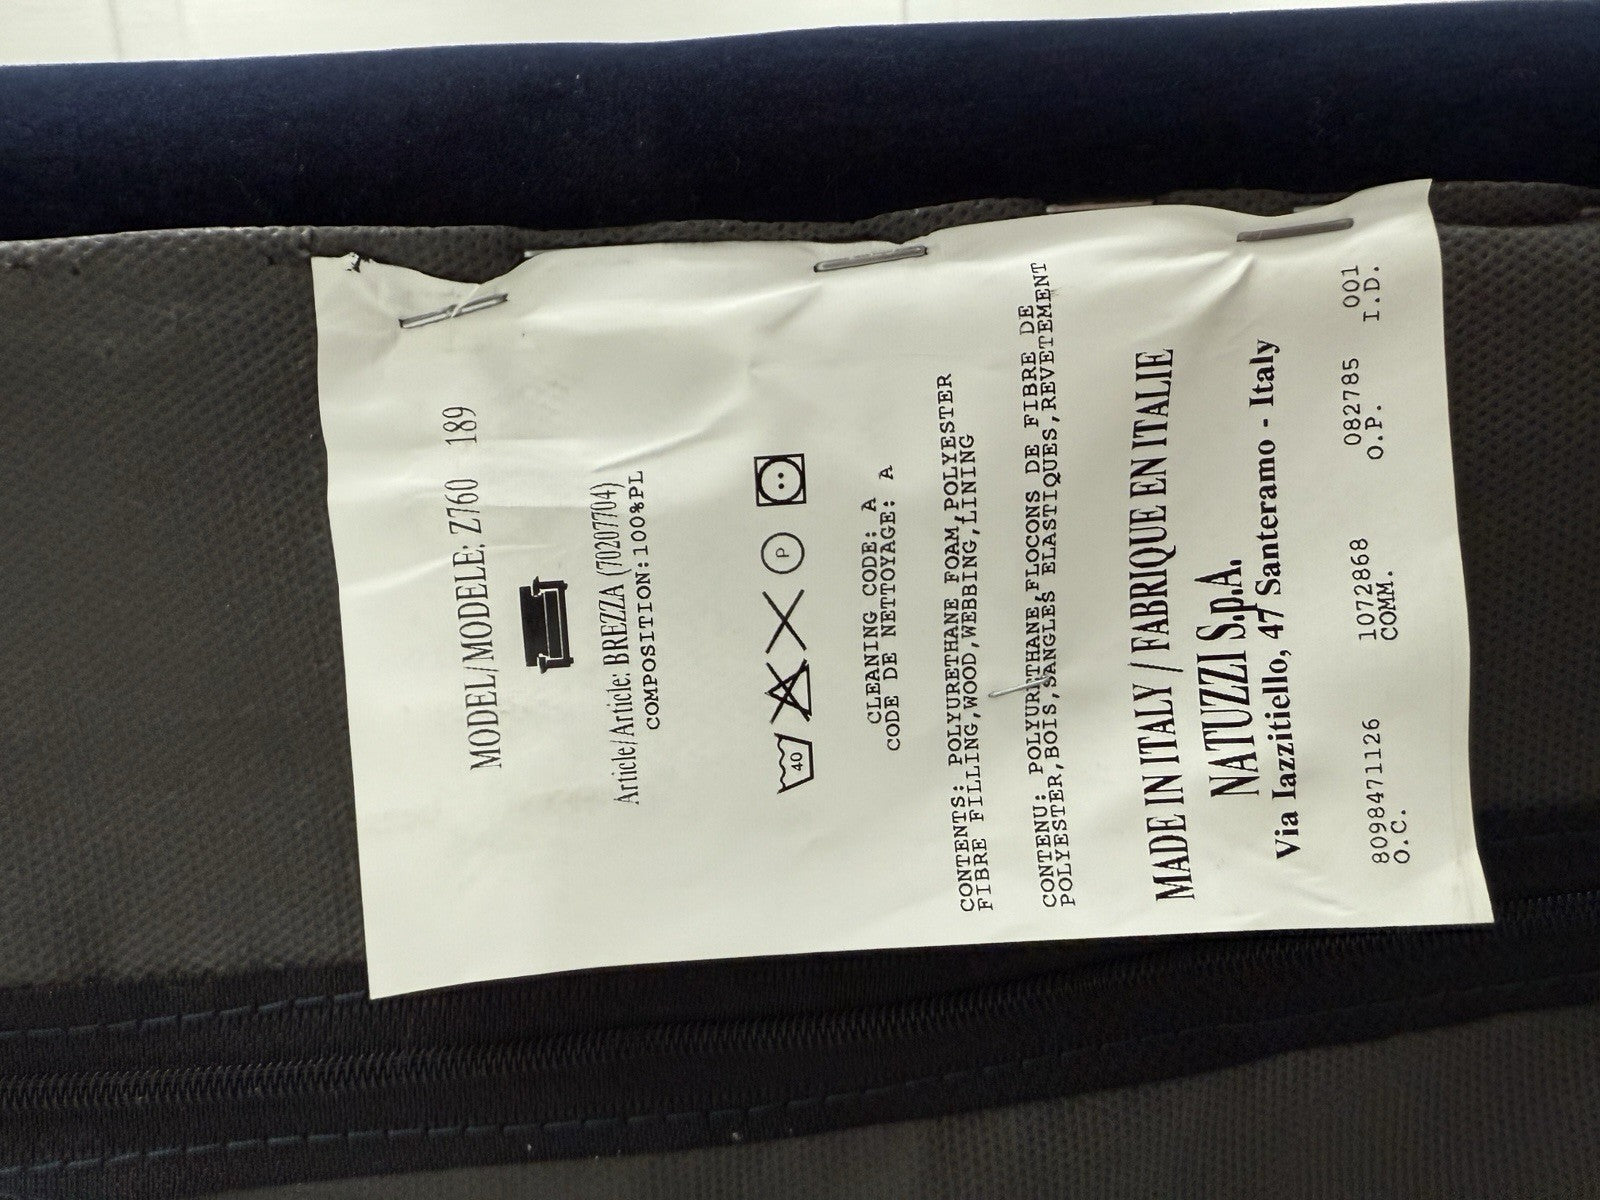 MODEL/MODELE: Z760 189
Article/Article: BREZZA (70207704)
COMPOSITION:100%PL
40 P
CLEANING CODE: A
CODE DE NETTOYAGE: A
CONTENTS: POLYURETHANE FOAM,POLYESTER
FIBRE FILLING,WOOD,WEBBING,LINING
CONTENU: POLYURETHANE,FLOCONS DE FIBRE DE
POLYESTER,BOIS,SANGLES ELASTIQUES,REVETEMENT
MADE IN ITALY / FABRIQUE EN ITALIE
NATUZZI S.p.A.
Via Iazzitiello, 47 Santeramo - Italy
8098471126 1072868 082785 001
O.C. COMM. O.P. I.D.